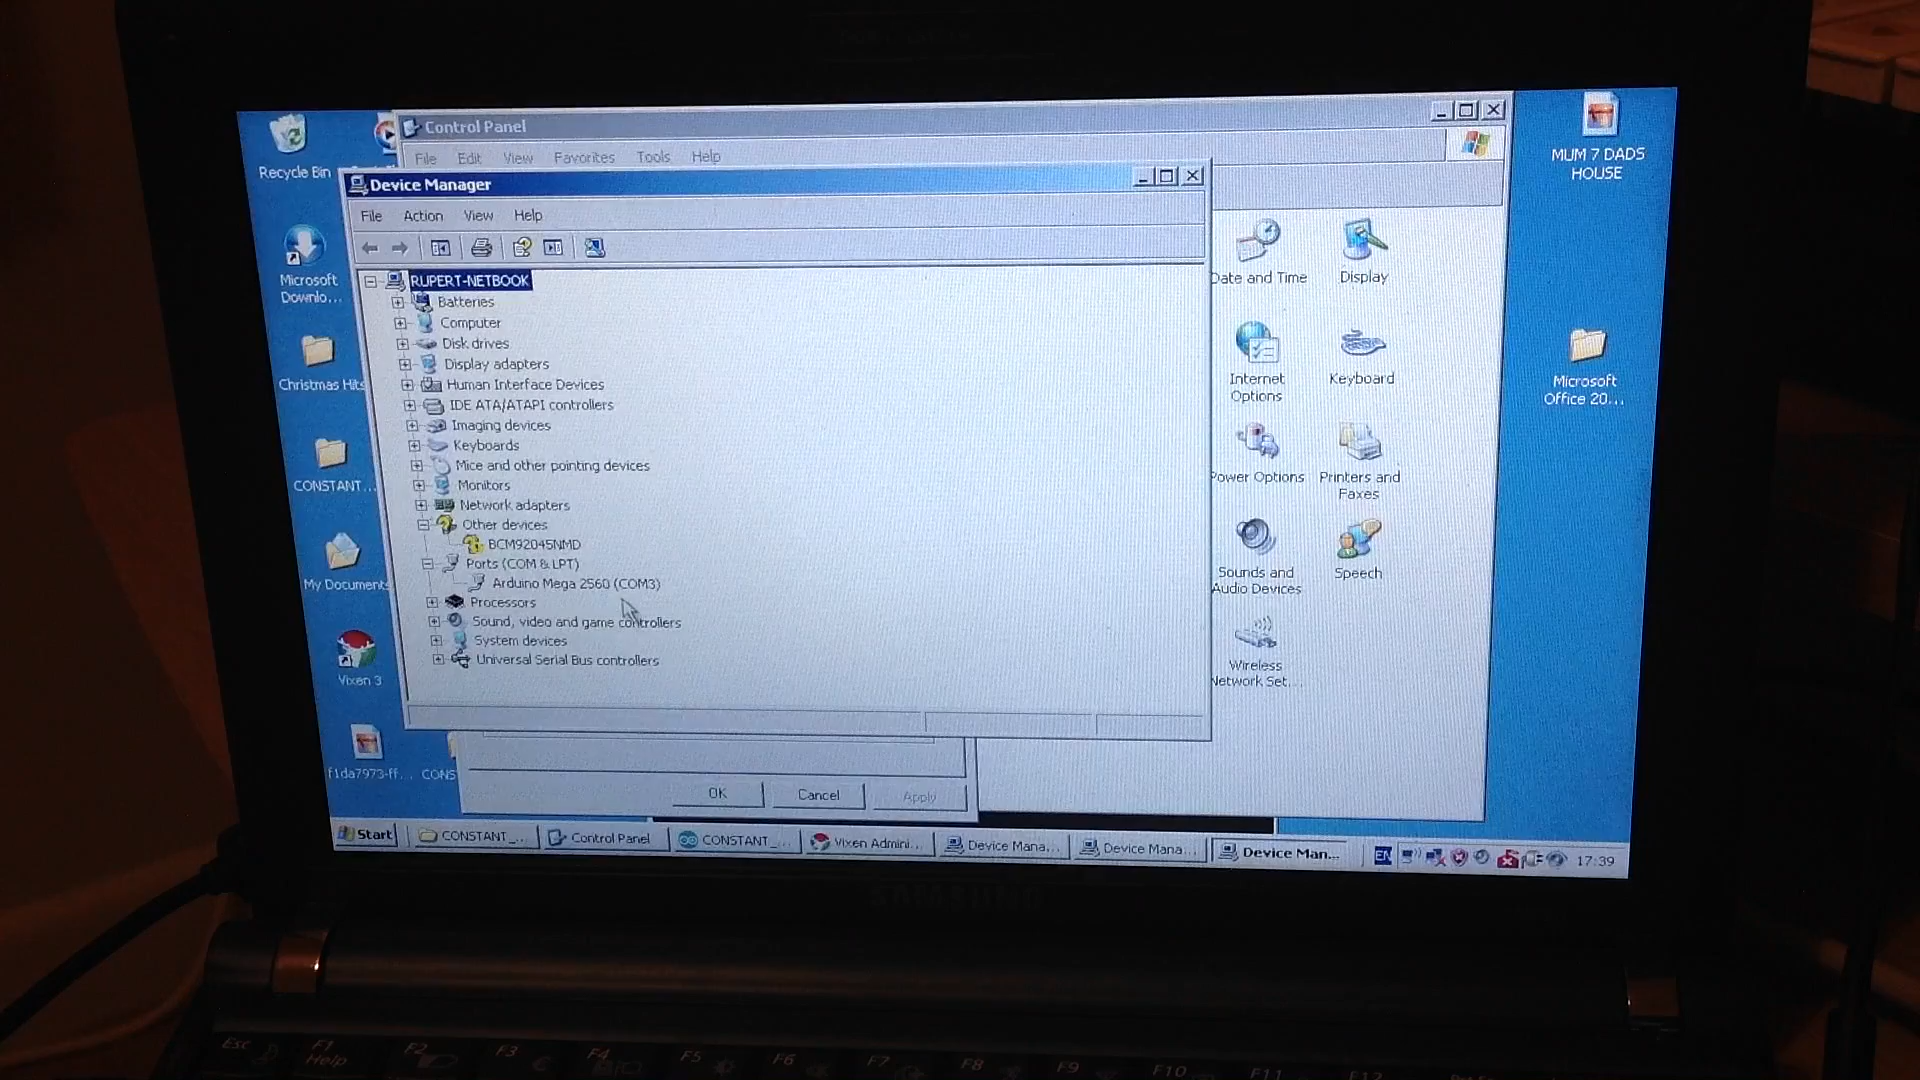 Recycle Bin
Microsoft
Downlo...
Christmas Hits
CONSTANT...
My Documents
Vixen 3
f1da7973-ff...
CONS
Control Panel
File Edit View Favorites Tools Help
Device Manager
File Action View Help
RUPERT-NETBOOK
Batteries
Computer
Disk drives
Display adapters
Human Interface Devices
IDE ATA/ATAPI controllers
Imaging devices
Keyboards
Mice and other pointing devices
Monitors
Network adapters
Other devices
BCM92045NMD
Ports (COM & LPT)
Arduino Mega 2560 (COM3)
Processors
Sound, video and game controllers
System devices
Universal Serial Bus controllers
Date and Time
Display
Internet
Options
Keyboard
Power Options
Printers and
Faxes
Sounds and
Audio Devices
Speech
Wireless
Network Set...
MUM 7 DADS
HOUSE
Microsoft
Office 20...
OK Cancel Apply
Start CONSTANT_... Control Panel CONSTANT_... Vixen Admini... Device Mana... Device Mana... Device Man... EN 17:39
SAMSUNG
Esc F1 F2 F3 F4 F5 F6 F7 F8 F9 F10 F11 F12
Help